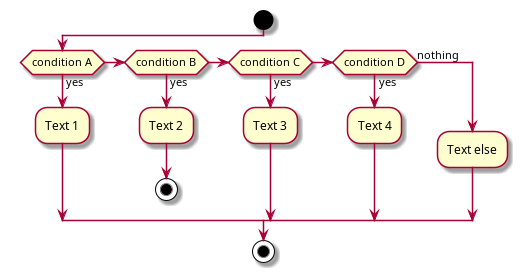 condition A
condition B
condition C
condition D
nothing
yes
yes
yes
yes
Text 1
Text 2
Text 3
Text 4
Text else